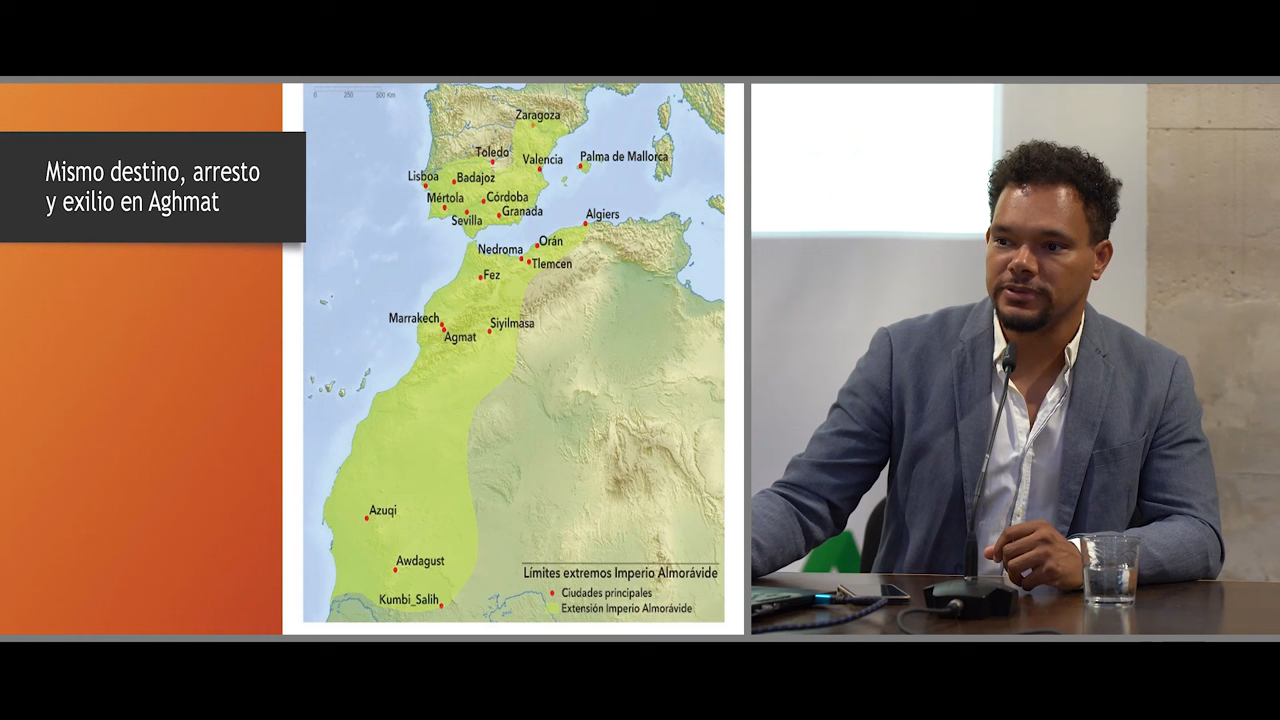 Mismo destino, arresto
y exilio en Aghmat
0 250 500 Km
Zaragoza
Toledo
Valencia
Palma de Mallorca
Lisboa
Badajoz
Mértola
Córdoba
Sevilla
Granada
Algiers
Orán
Nedroma
Tlemcen
Fez
Marrakech
Agmat
Siyilmasa
Azuqi
Awdagust
Kumbi_Salih
Límites extremos Imperio Almorávide
Ciudades principales
Extensión Imperio Almorávide